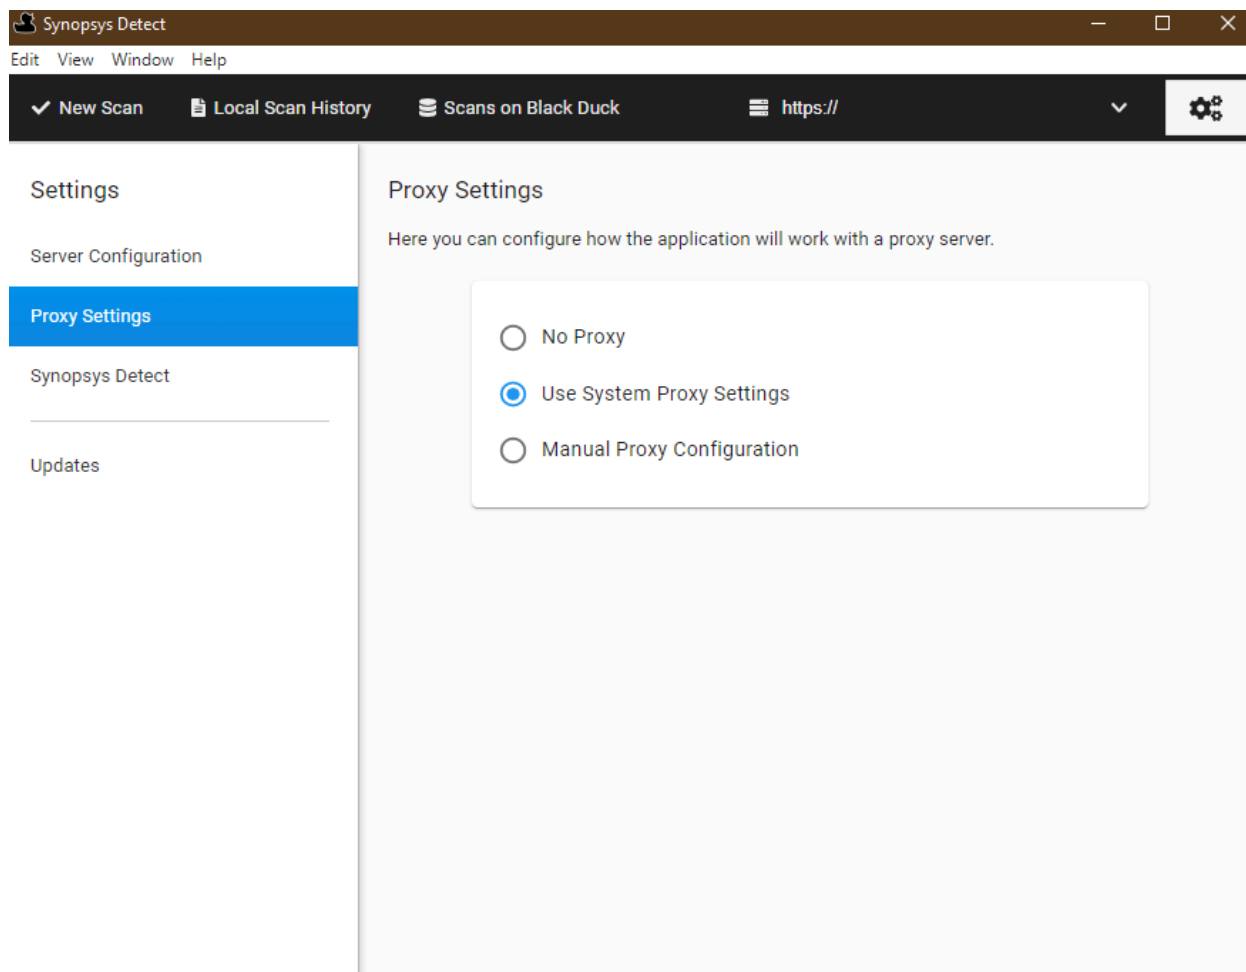 Synopsys Detect
Edit View Window Help
New Scan Local Scan History Scans on Black Duck https://
Settings
Server Configuration
Proxy Settings
Synopsys Detect
Updates
Proxy Settings
Here you can configure how the application will work with a proxy server.
No Proxy
Use System Proxy Settings
Manual Proxy Configuration